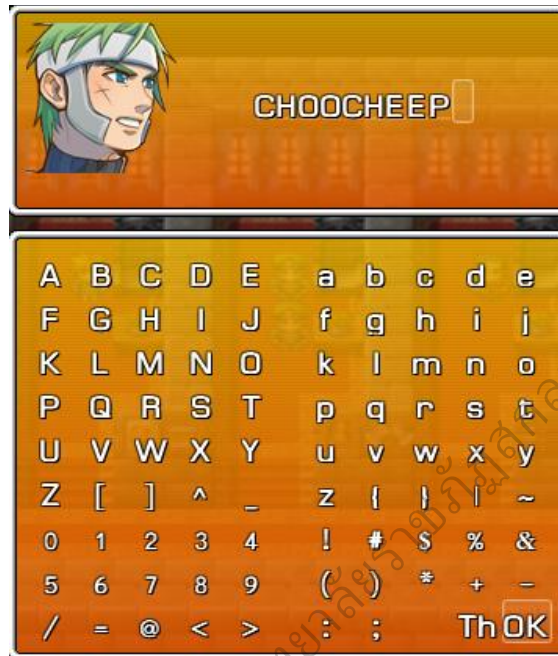 CHOOCHEEP
A B C D E a b c d e
F G H I J f g h i j
K L M N O k l m n o
P Q R S T p q r s t
U V W X Y u v w x y
Z [ ] ^ _ z { } | ~
0 1 2 3 4 ! # $ % &
5 6 7 8 9 ( ) * + -
/ = @ < > : ; Th OK